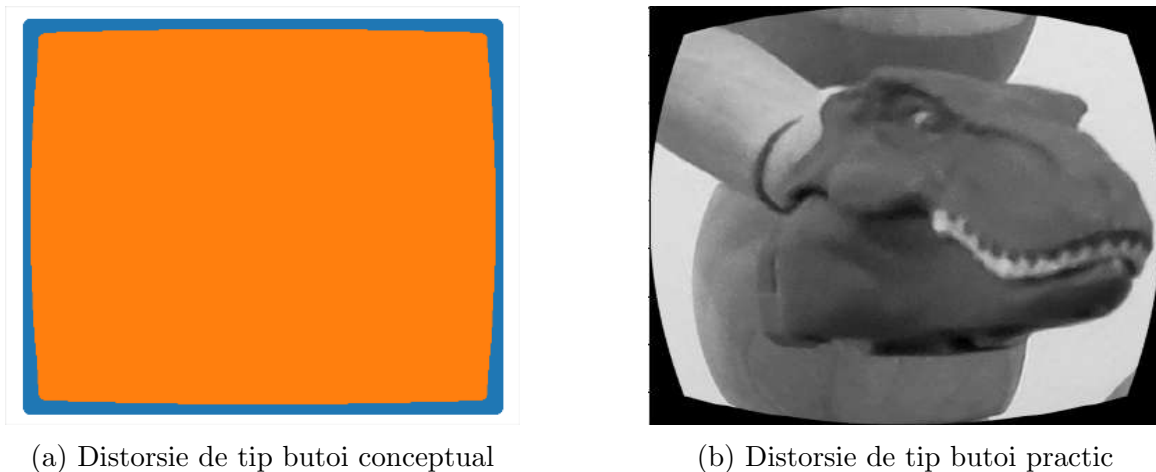 (a) Distorsie de tip butoi conceptual
(b) Distorsie de tip butoi practic